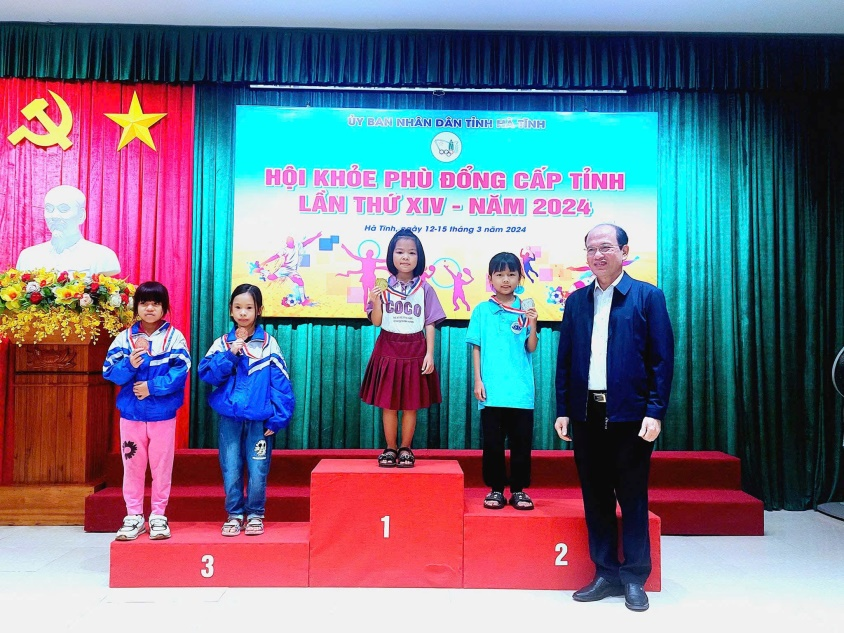 ỦY BAN NHÂN DÂN TỈNH HÀ TĨNH
HỘI KHỎE PHÙ ĐỔNG CẤP TỈNH
LẦN THỨ XIV - NĂM 2024
Hà Tĩnh, ngày 12-15 tháng 3 năm 2024
COCO
1
2
3